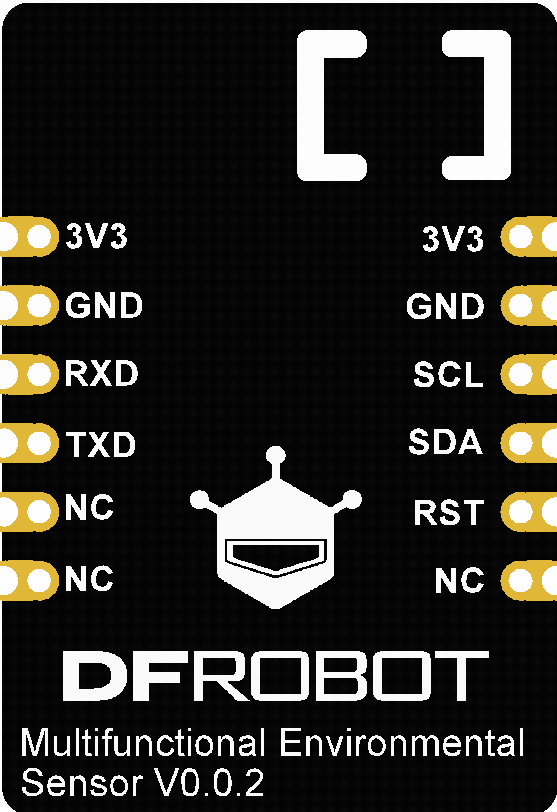 3V3 3V3
GND GND
RXD SCL
TXD SDA
NC RST
NC NC
DFROBOT
Multifunctional Environmental
Sensor V0.0.2